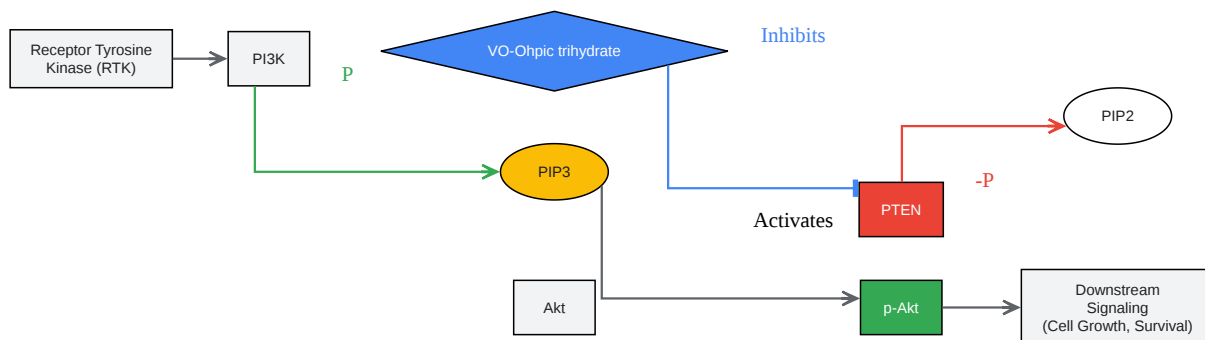 Receptor Tyrosine
Kinase (RTK)
PI3K
VO-Ohpic trihydrate
Inhibits
P
PIP2
PIP3
-P
PTEN
Activates
Akt
p-Akt
Downstream
Signaling
(Cell Growth, Survival)